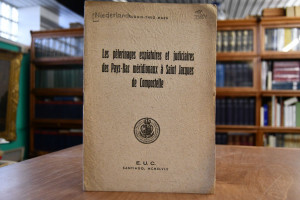 Les pèlerinages expiatoires et judiciaires
des Pays-Bas méridionaux à Saint Jacques
de Compostelle
E. U. C.